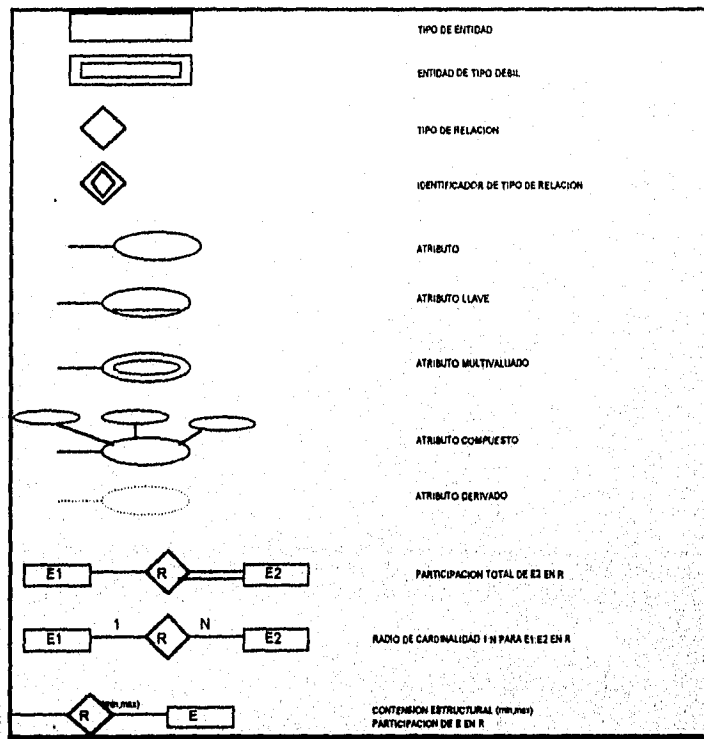 TIPO DE ENTIDAD
ENTIDAD DE TIPO DEBIL
TIPO DE RELACION
IDENTIFICADOR DE TIPO DE RELACION
ATRIBUTO
ATRIBUTO LLAVE
ATRIBUTO MULTIVALUADO
ATRIBUTO COMPUESTO
ATRIBUTO DERIVADO
E1 R E2 PARTICIPACION TOTAL DE E2 EN R
E1 1 R N E2 RADIO DE CARDINALIDAD 1 N PARA E1:E2 EN R
R (min,max) E CONTENSION ESTRUCTURAL (min,max)
PARTICIPACION DE E EN R